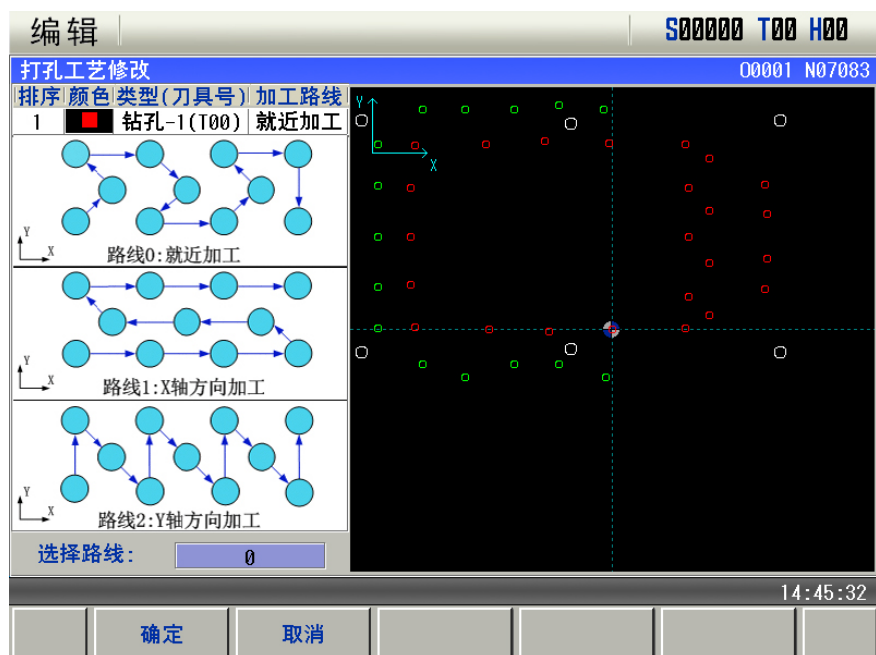 编辑 S00000 T00 H00
打孔工艺修改 O0001 N07083
排序 颜色 类型(刀具号) 加工路线
1 钻孔-1(T00) 就近加工
Y
X
Y
X
路线0:就近加工
Y
X
路线1:X轴方向加工
Y
X
路线2:Y轴方向加工
选择路线: 0
14:45:32
确定 取消